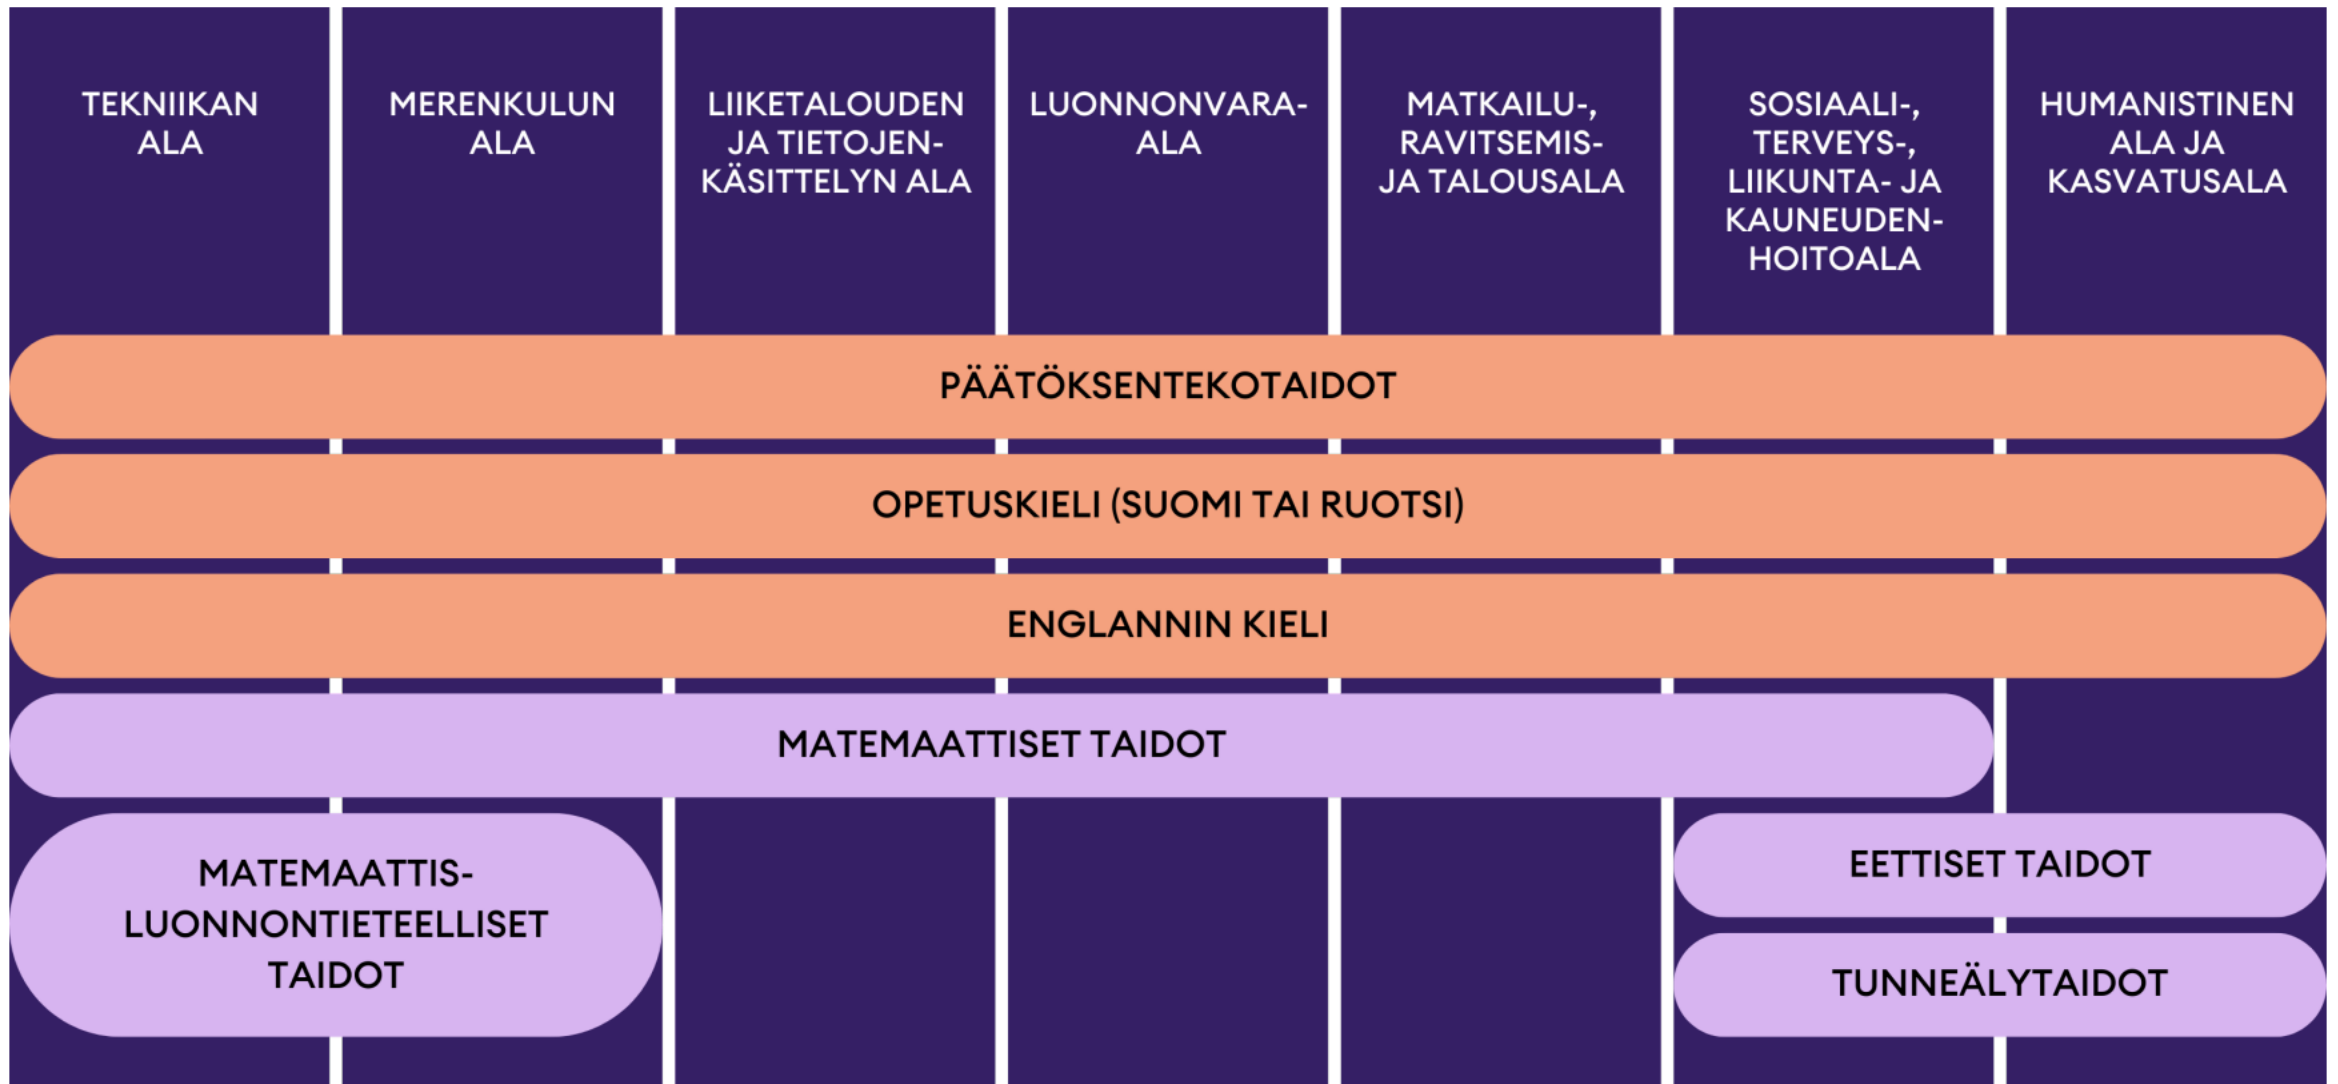 TEKNIIKAN
ALA
MERENKULUN
ALA
LIIKETALOUDEN
JA TIETOJEN-
KÄSITTELYN ALA
LUONNONVARA-
ALA
MATKAILU-,
RAVITSEMIS-
JA TALOUSALA
SOSIAALI-,
TERVEYS-,
LIIKUNTA- JA
KAUNEUDEN-
HOITOALA
HUMANISTINEN
ALA JA
KASVATUSALA
PÄÄTÖKSENTEKOTAIDOT
OPETUSKIELI (SUOMI TAI RUOTSI)
ENGLANNIN KIELI
MATEMAATTISET TAIDOT
MATEMAATTIS-
LUONNONTIETEELLISET
TAIDOT
EETTISET TAIDOT
TUNNEÄLYTAIDOT